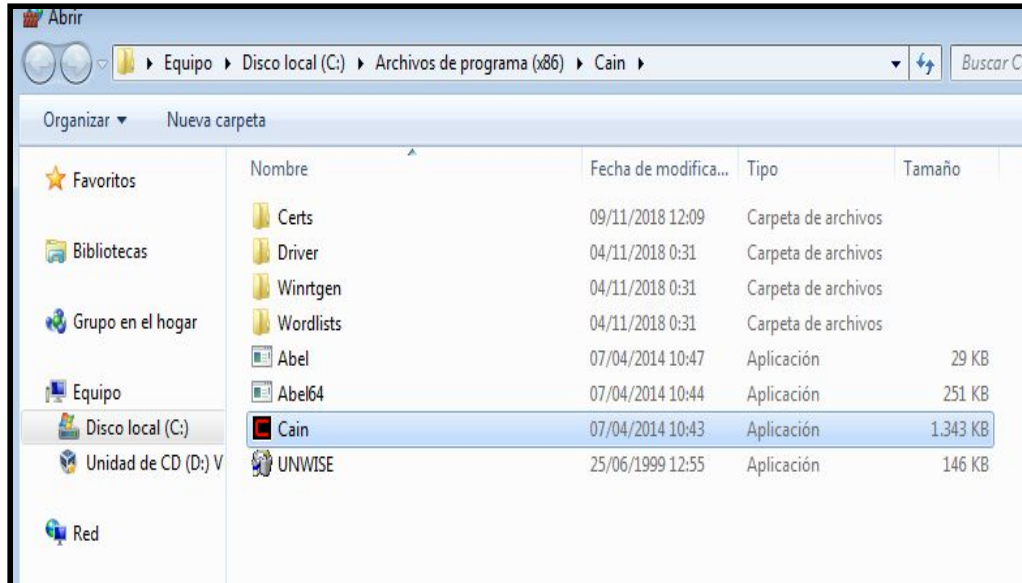 Abrir
Equipo Disco local (C:) Archivos de programa (x86) Cain Buscar C
Organizar Nueva carpeta
Favoritos
Bibliotecas
Grupo en el hogar
Equipo
Disco local (C:)
Unidad de CD (D:) V
Red
Nombre Fecha de modifica... Tipo Tamaño
Certs 09/11/2018 12:09 Carpeta de archivos
Driver 04/11/2018 0:31 Carpeta de archivos
Winrtgen 04/11/2018 0:31 Carpeta de archivos
Wordlists 04/11/2018 0:31 Carpeta de archivos
Abel 07/04/2014 10:47 Aplicación 29 KB
Abel64 07/04/2014 10:44 Aplicación 251 KB
Cain 07/04/2014 10:43 Aplicación 1.343 KB
UNWISE 25/06/1999 12:55 Aplicación 146 KB